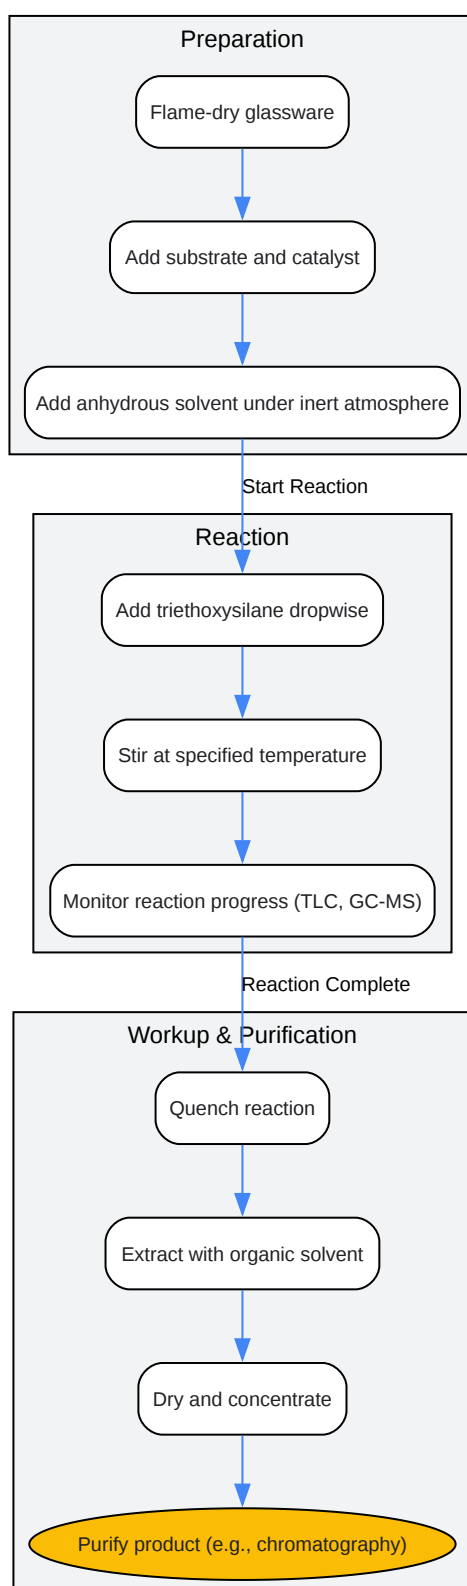 Preparation
Flame-dry glassware
Add substrate and catalyst
Add anhydrous solvent under inert atmosphere
Start Reaction
Reaction
Add triethoxysilane dropwise
Stir at specified temperature
Monitor reaction progress (TLC, GC-MS)
Reaction Complete
Workup & Purification
Quench reaction
Extract with organic solvent
Dry and concentrate
Purify product (e.g., chromatography)